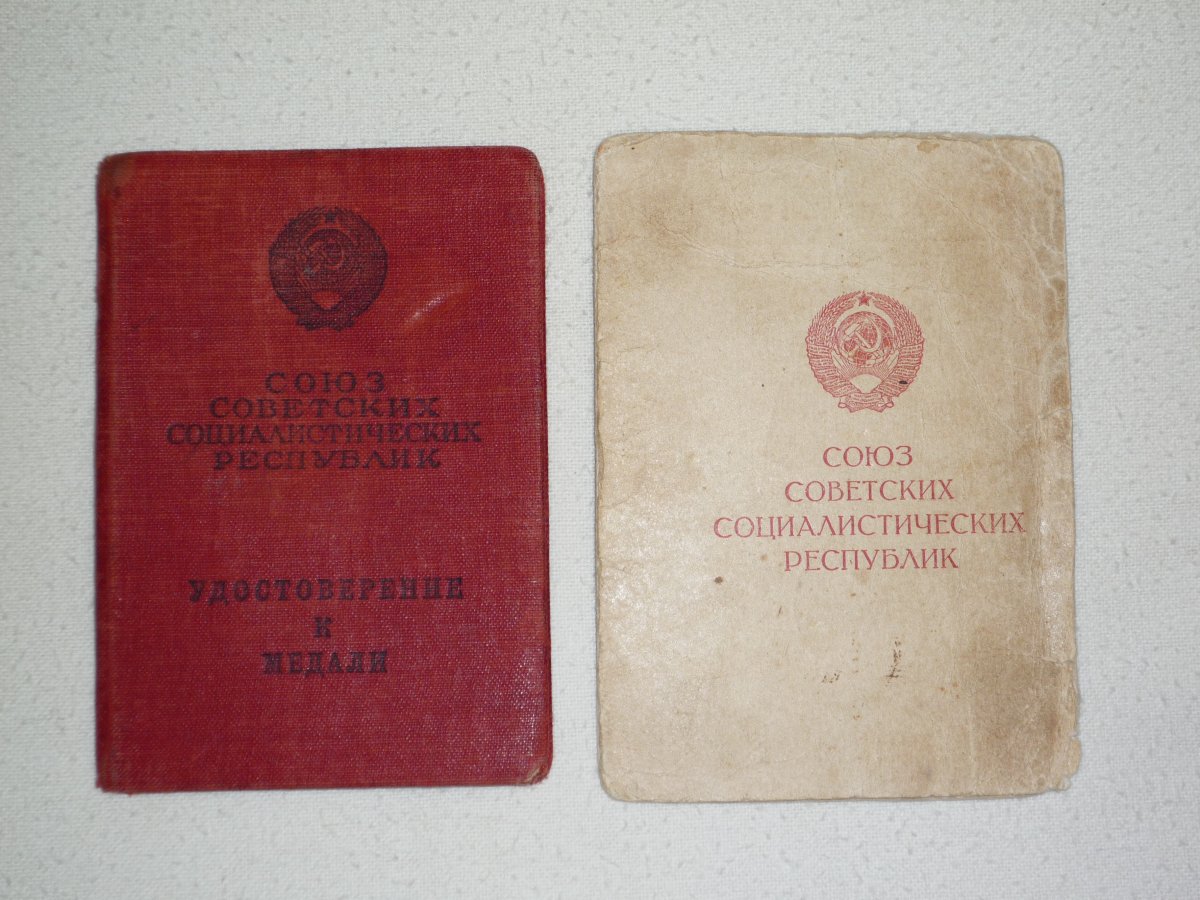 СОЮЗ
СОВЕТСКИХ
СОЦИАЛИСТИЧЕСКИХ
РЕСПУБЛИК
УДОСТОВЕРЕНИЕ
К
МЕДАЛИ
СОЮЗ
СОВЕТСКИХ
СОЦИАЛИСТИЧЕСКИХ
РЕСПУБЛИК